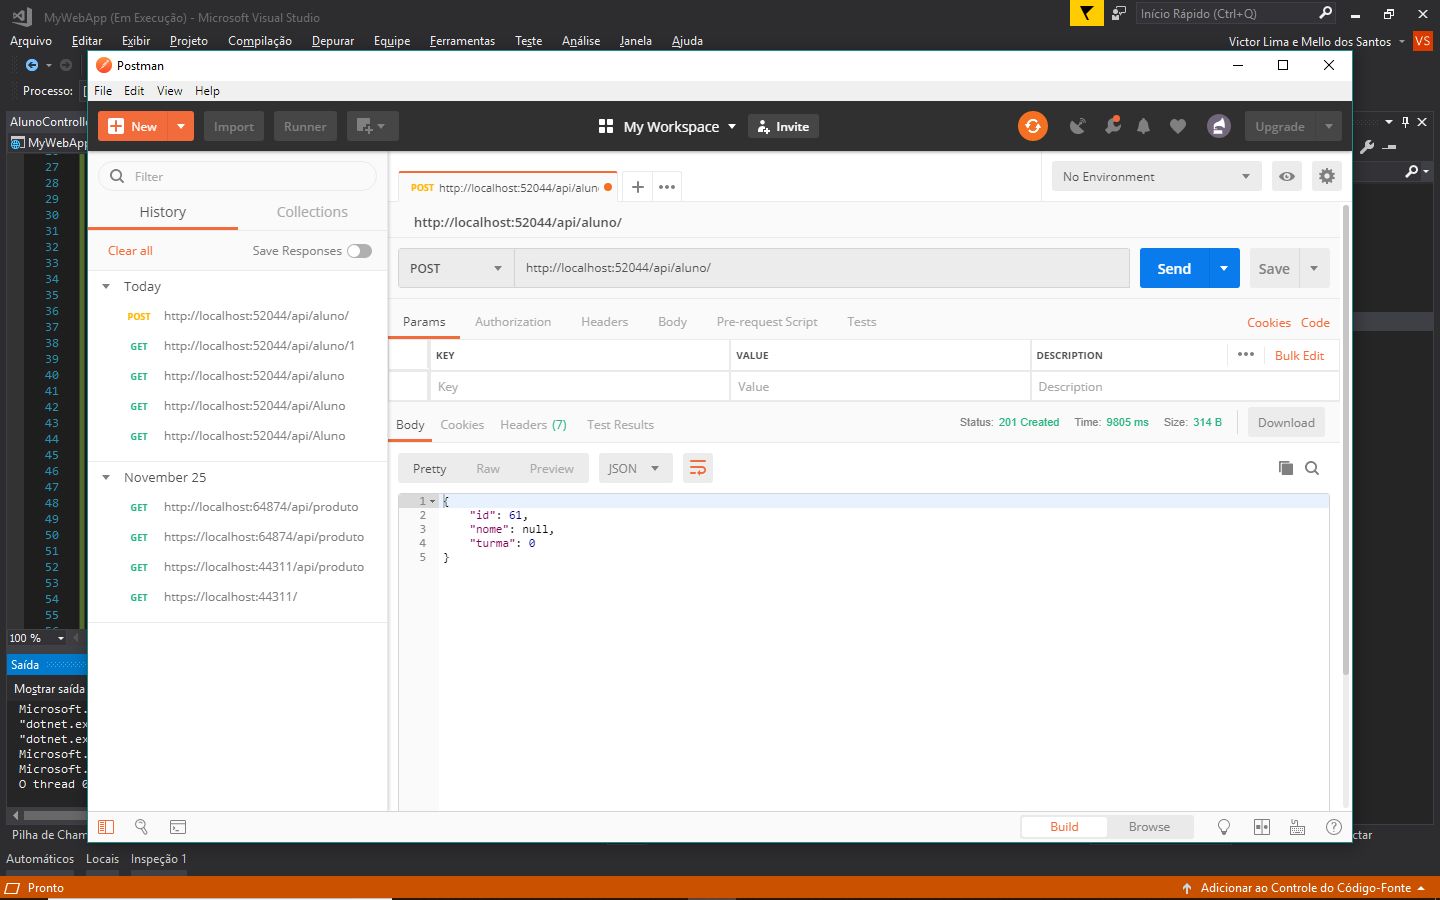 MyWebApp (Em Execução) - Microsoft Visual Studio
Início Rápido (Ctrl+Q)
Arquivo Editar Exibir Projeto Compilação Depurar Equipe Ferramentas Teste Análise Janela Ajuda
Victor Lima e Mello dos Santos VS
Processo:
AlunoControlle
MyWebApp
Postman
File Edit View Help
New Import Runner My Workspace Invite Upgrade
Filter
History Collections
Clear all Save Responses
Today
POST http://localhost:52044/api/aluno/
GET http://localhost:52044/api/aluno/1
GET http://localhost:52044/api/aluno
GET http://localhost:52044/api/Aluno
GET http://localhost:52044/api/Aluno
November 25
GET http://localhost:64874/api/produto
GET https://localhost:64874/api/produto
GET https://localhost:44311/api/produto
GET https://localhost:44311/
POST http://localhost:52044/api/alun
No Environment
http://localhost:52044/api/aluno/
POST http://localhost:52044/api/aluno/ Send Save
Params Authorization Headers Body Pre-request Script Tests Cookies Code
KEY VALUE DESCRIPTION Bulk Edit
Key Value Description
Body Cookies Headers (7) Test Results Status: 201 Created Time: 9805 ms Size: 314 B Download
Pretty Raw Preview JSON
1 {
2 "id": 61,
3 "nome": null,
4 "turma": 0
5 }
Build Browse
27
28
29
30
31
32
33
34
35
36
37
38
39
40
41
42
43
44
45
46
47
48
49
50
51
52
53
54
55
100 %
Saída
Mostrar saída
Microsoft.
"dotnet.ex
"dotnet.ex
Microsoft.
Microsoft.
O thread 0
Pilha de Cham
ctar
Automáticos Locais Inspeção 1
Pronto
Adicionar ao Controle do Código-Fonte